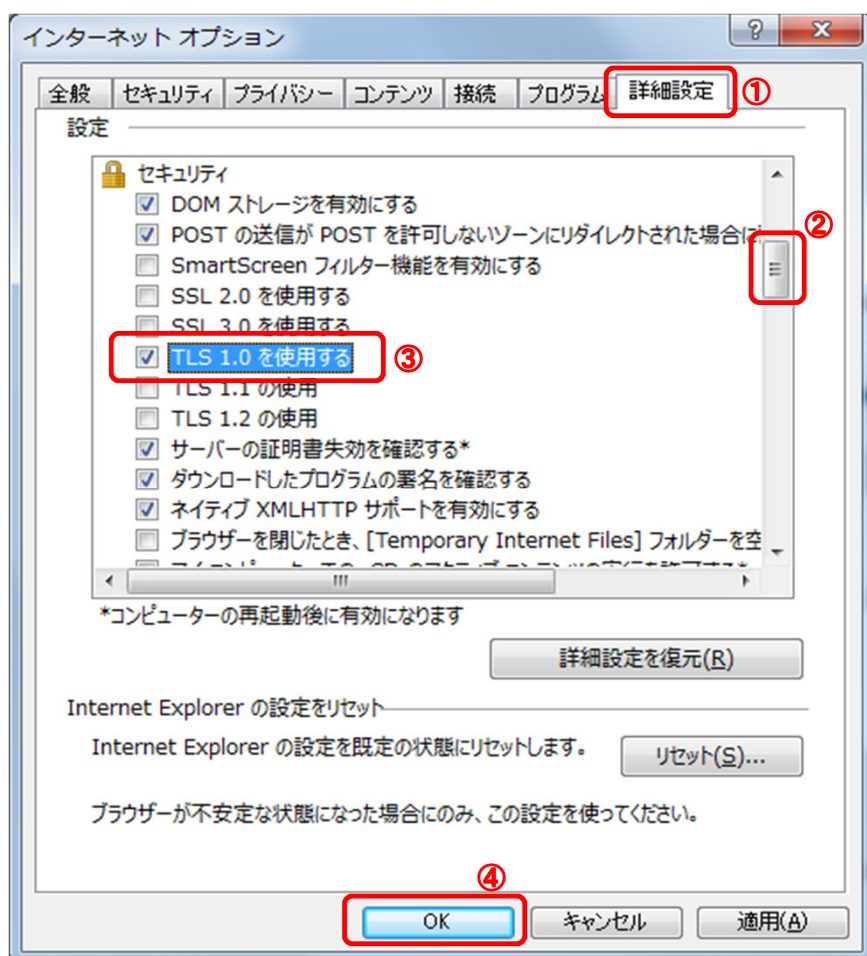 インターネット オプション
全般 セキュリティ プライバシー コンテンツ 接続 プログラム 詳細設定 ①
設定
セキュリティ
DOM ストレージを有効にする
POST の送信が POST を許可しないゾーンにリダイレクトされた場合に ②
SmartScreen フィルター機能を有効にする
SSL 2.0 を使用する
SSL 3.0 を使用する
TLS 1.0 を使用する ③
TLS 1.1 の使用
TLS 1.2 の使用
サーバーの証明書失効を確認する*
ダウンロードしたプログラムの署名を確認する
ネイティブ XMLHTTP サポートを有効にする
ブラウザーを閉じたとき、[Temporary Internet Files] フォルダーを空
*コンピューターの再起動後に有効になります
詳細設定を復元(R)
Internet Explorer の設定をリセット
Internet Explorer の設定を既定の状態にリセットします。 リセット(S)...
ブラウザーが不安定な状態になった場合にのみ、この設定を使ってください。
④
OK キャンセル 適用(A)